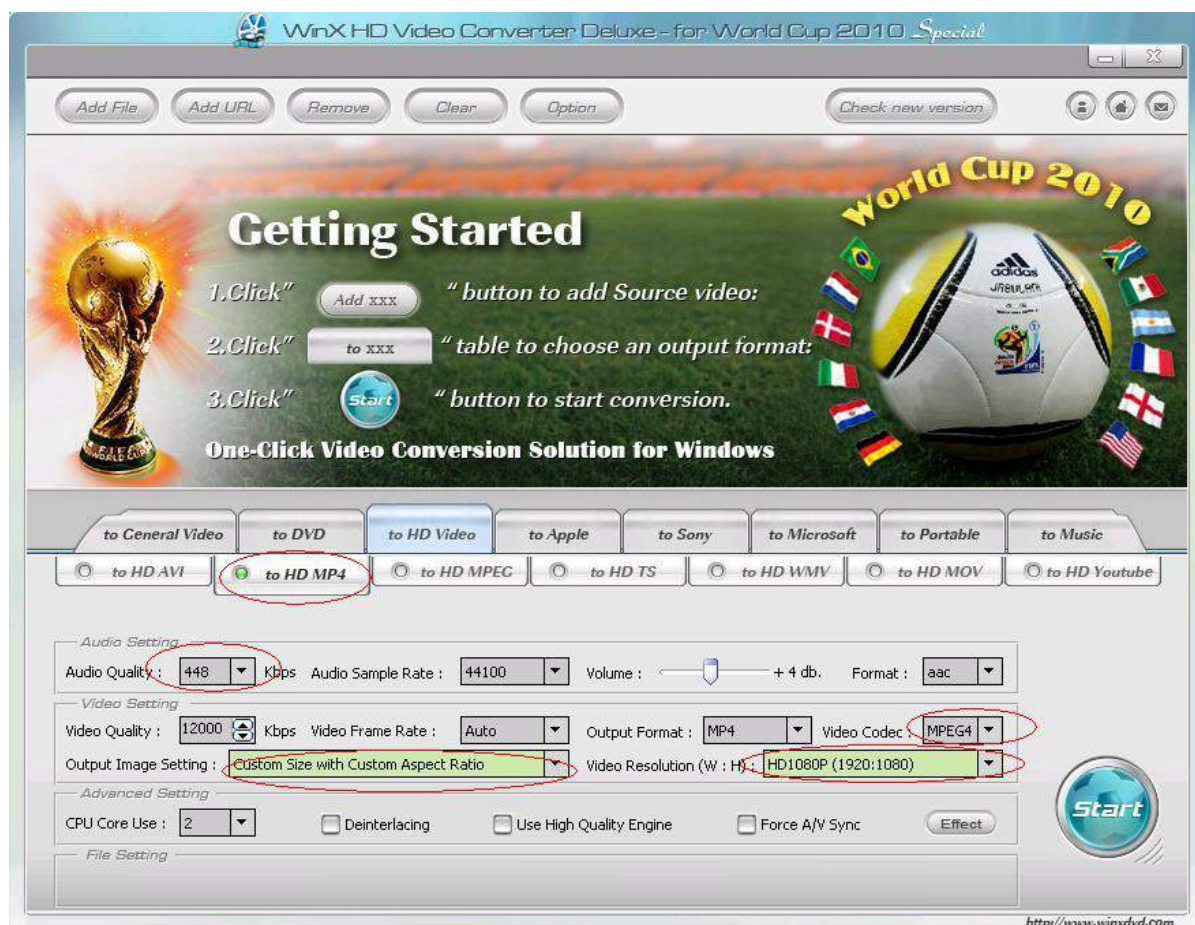 WinX HD Video Converter Deluxe - for World Cup 2010 Special
Add File Add URL Remove Clear Option Check new version
World Cup 2010
Getting Started
adidas
1.Click" Add xxx " button to add Source video:
2.Click" to xxx " table to choose an output format:
3.Click" Start " button to start conversion.
One-Click Video Conversion Solution for Windows
to General Video to DVD to HD Video to Apple to Sony to Microsoft to Portable to Music
to HD AVI to HD MP4 to HD MPEG to HD TS to HD WMV to HD MOV to HD Youtube
Audio Setting
Audio Quality : 448 Kbps Audio Sample Rate : 44100 Volume : + 4 db. Format : aac
Video Setting
Video Quality : 12000 Kbps Video Frame Rate : Auto Output Format : MP4 Video Codec : MPEG4
Output Image Setting : Custom Size with Custom Aspect Ratio Video Resolution (W : H) : HD1080P (1920:1080)
Advanced Setting
CPU Core Use : 2 Deinterlacing Use High Quality Engine Force A/V Sync Effect
Start
File Setting
http://www.winxdvd.com